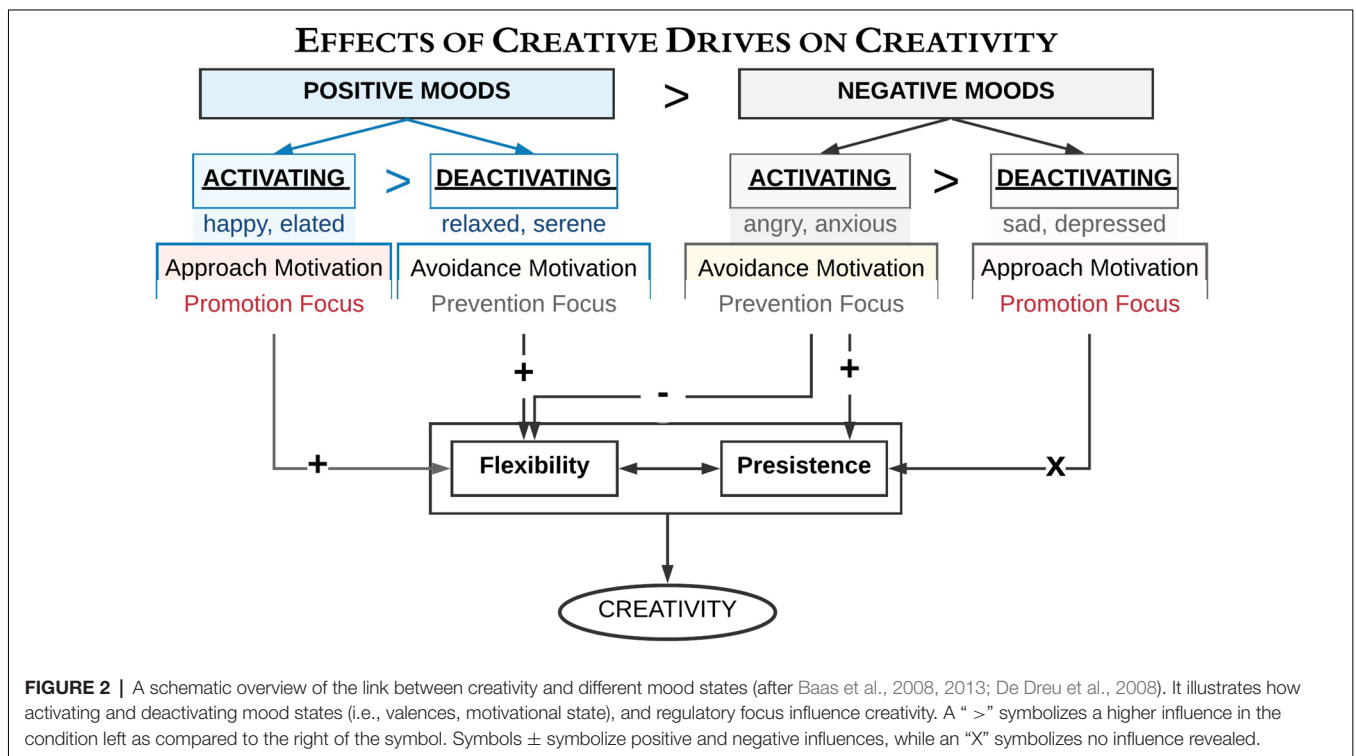 EFFECTS OF CREATIVE DRIVES ON CREATIVITY
POSITIVE MOODS > NEGATIVE MOODS
ACTIVATING > DEACTIVATING ACTIVATING > DEACTIVATING
happy, elated relaxed, serene angry, anxious sad, depressed
Approach Motivation Avoidance Motivation Avoidance Motivation Approach Motivation
Promotion Focus Prevention Focus Prevention Focus Promotion Focus
+ +
-
Flexibility Presistence
+ X
CREATIVITY
FIGURE 2 | A schematic overview of the link between creativity and different mood states (after Baas et al., 2008, 2013; De Dreu et al., 2008). It illustrates how
activating and deactivating mood states (i.e., valences, motivational state), and regulatory focus influence creativity. A “ >” symbolizes a higher influence in the
condition left as compared to the right of the symbol. Symbols ± symbolize positive and negative influences, while an “X” symbolizes no influence revealed.